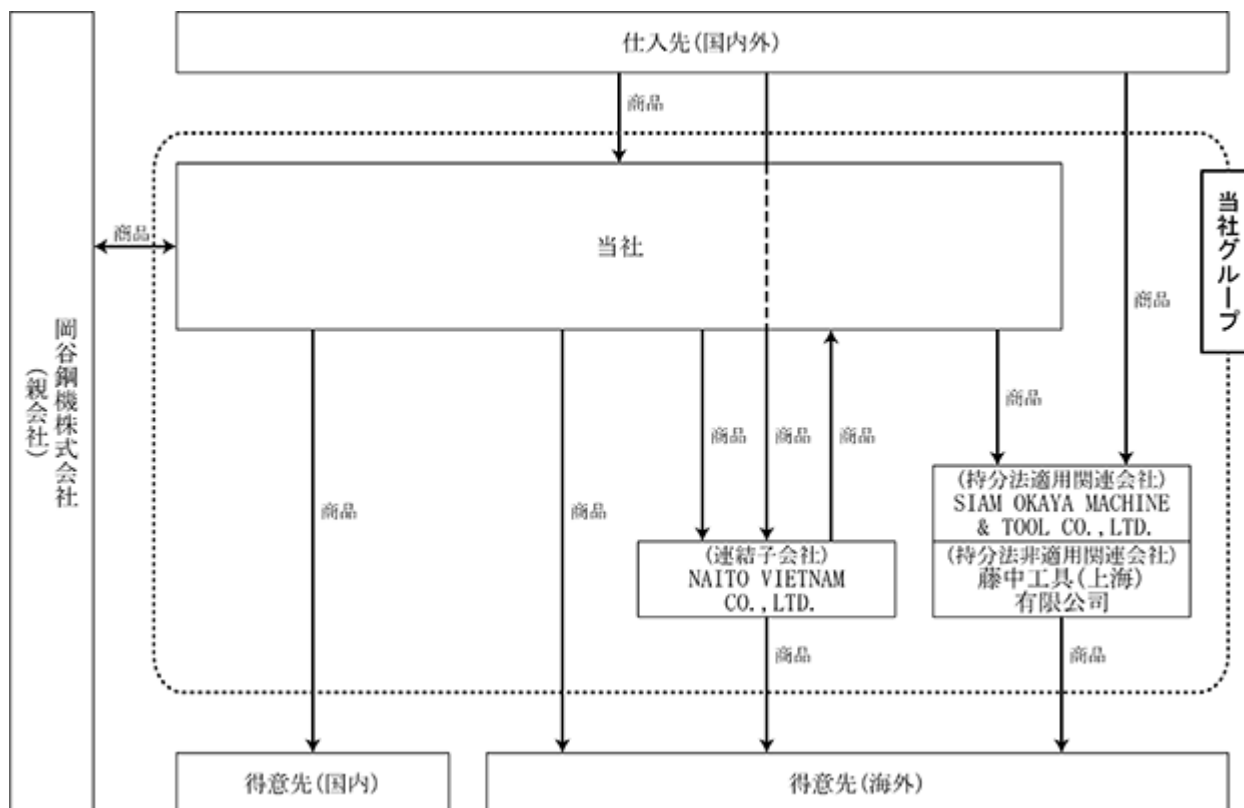 仕入先(国内外)
商品
当社グループ
当社
商品
商品
岡谷鋼機株式会社
(親会社)
商品
商品
商品
商品
商品
商品
(持分法適用関連会社)
SIAM OKAYA MACHINE
& TOOL CO.,LTD.
(持分法非適用関連会社)
藤中工具(上海)
有限公司
(連結子会社)
NAITO VIETNAM
CO.,LTD.
商品
商品
得意先(国内)
得意先(海外)